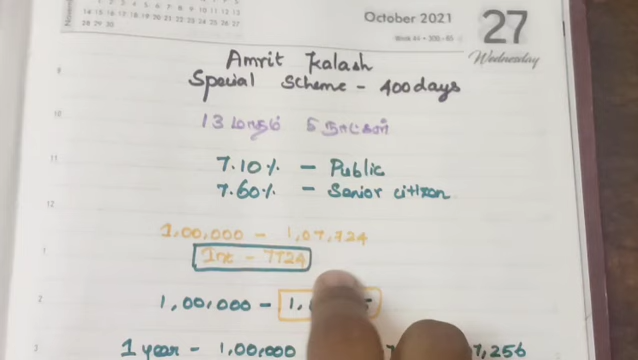 October 2021
27
Wednesday
Amrit Kalash
Special Scheme - 400days
13 மாதம் 5 நாட்கள்
7.10% - Public
7.60% - Senior citizen
1,00,000 - 1,07,724
Int - 7724
1,00,000 - 1,
1 year - 1,00,000 7,256